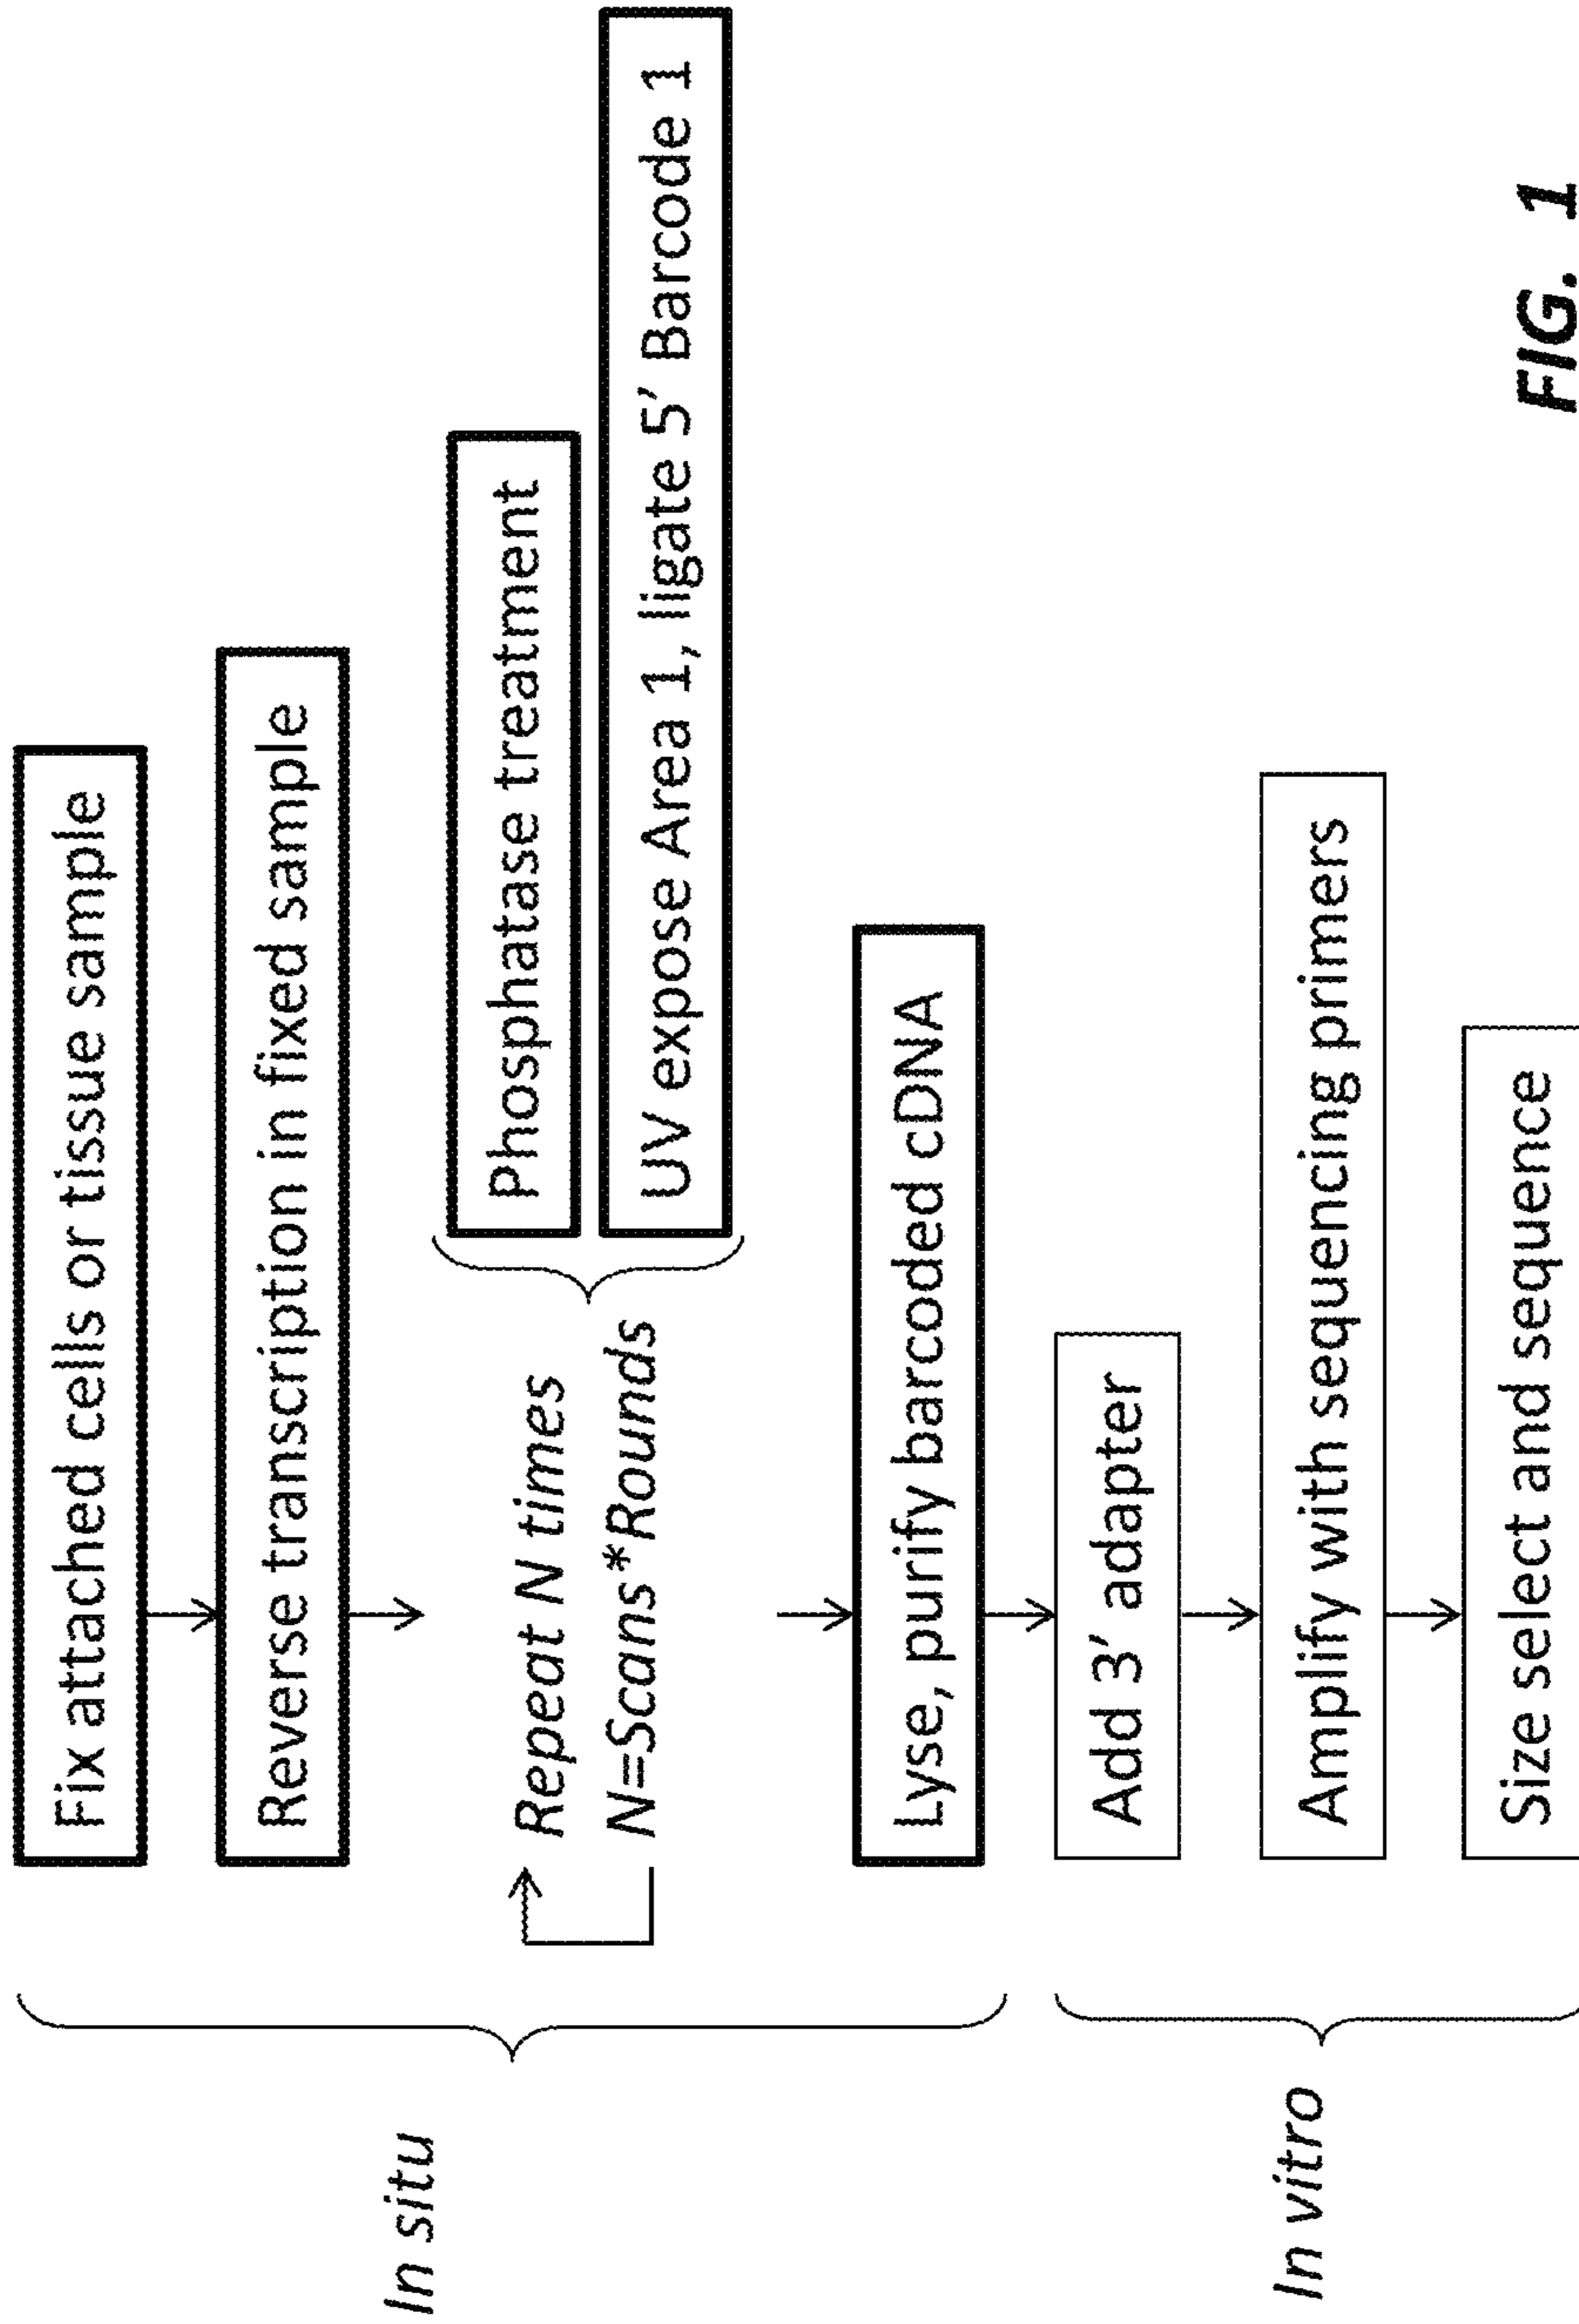 In situ
Fix attached cells or tissue sample
Reverse transcription in fixed sample
Repeat N times
N=Scans*Rounds
Phosphatase treatment
UV expose Area 1, ligate 5’ Barcode 1
Lyse, purify barcoded cDNA
In vitro
Add 3’ adapter
Amplify with sequencing primers
Size select and sequence
FIG. 1